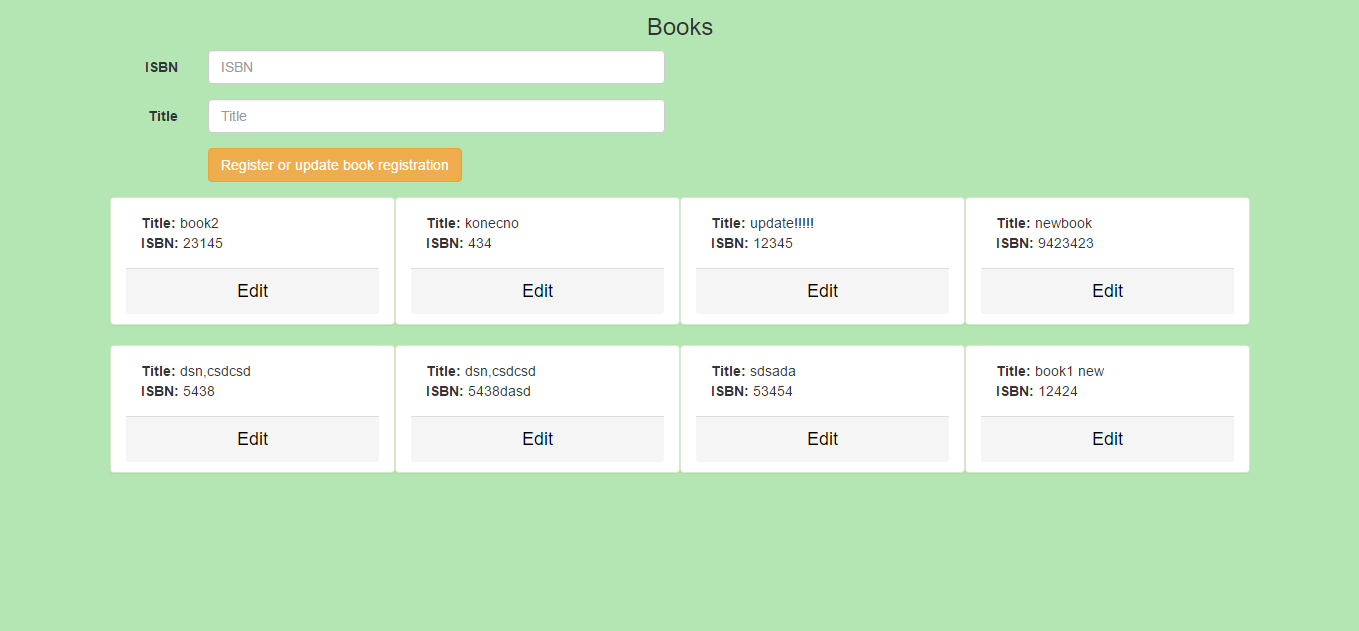 Books
ISBN
ISBN
Title
Title
Register or update book registration
Title: book2
ISBN: 23145
Edit
Title: konecno
ISBN: 434
Edit
Title: update!!!!!
ISBN: 12345
Edit
Title: newbook
ISBN: 9423423
Edit
Title: dsn,csdcsd
ISBN: 5438
Edit
Title: dsn,csdcsd
ISBN: 5438dasd
Edit
Title: sdsada
ISBN: 53454
Edit
Title: book1 new
ISBN: 12424
Edit